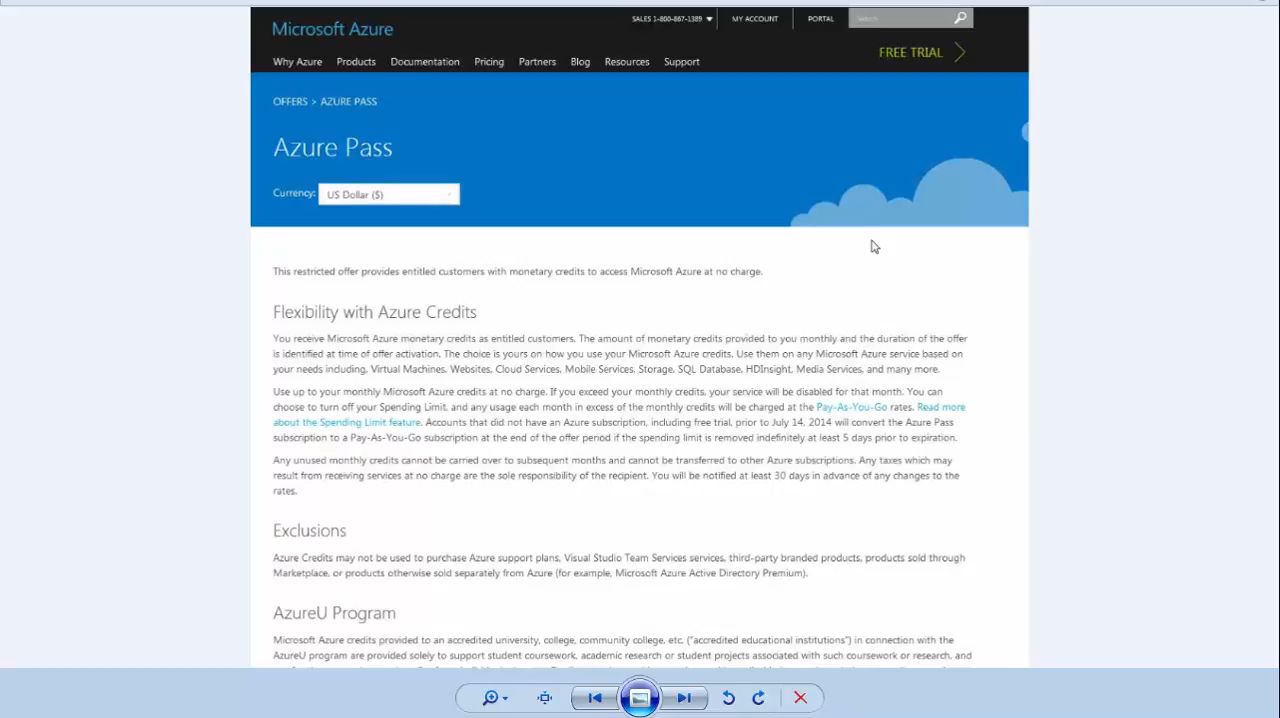 SALES 1-800-867-1389 MY ACCOUNT PORTAL Search
Microsoft Azure
FREE TRIAL
Why Azure Products Documentation Pricing Partners Blog Resources Support
OFFERS > AZURE PASS
Azure Pass
Currency: US Dollar ($)
This restricted offer provides entitled customers with monetary credits to access Microsoft Azure at no charge.
Flexibility with Azure Credits
You receive Microsoft Azure monetary credits as entitled customers. The amount of monetary credits provided to you monthly and the duration of the offer
is identified at time of offer activation. The choice is yours on how you use your Microsoft Azure credits. Use them on any Microsoft Azure service based on
your needs including, Virtual Machines, Websites, Cloud Services, Mobile Services, Storage, SQL Database, HDInsight, Media Services, and many more.
Use up to your monthly Microsoft Azure credits at no charge. If you exceed your monthly credits, your service will be disabled for that month. You can
choose to turn off your Spending Limit, and any usage each month in excess of the monthly credits will be charged at the Pay-As-You-Go rates. Read more
about the Spending Limit feature. Accounts that did not have an Azure subscription, including free trial, prior to July 14, 2014 will convert the Azure Pass
subscription to a Pay-As-You-Go subscription at the end of the offer period if the spending limit is removed indefinitely at least 5 days prior to expiration.
Any unused monthly credits cannot be carried over to subsequent months and cannot be transferred to other Azure subscriptions. Any taxes which may
result from receiving services at no charge are the sole responsibility of the recipient. You will be notified at least 30 days in advance of any changes to the
rates.
Exclusions
Azure Credits may not be used to purchase Azure support plans, Visual Studio Team Services services, third-party branded products, products sold through
Marketplace, or products otherwise sold separately from Azure (for example, Microsoft Azure Active Directory Premium).
AzureU Program
Microsoft Azure credits provided to an accredited university, college, community college, etc. ("accredited educational institutions") in connection with the
AzureU program are provided solely to support student coursework, academic research or student projects associated with such coursework or research, and